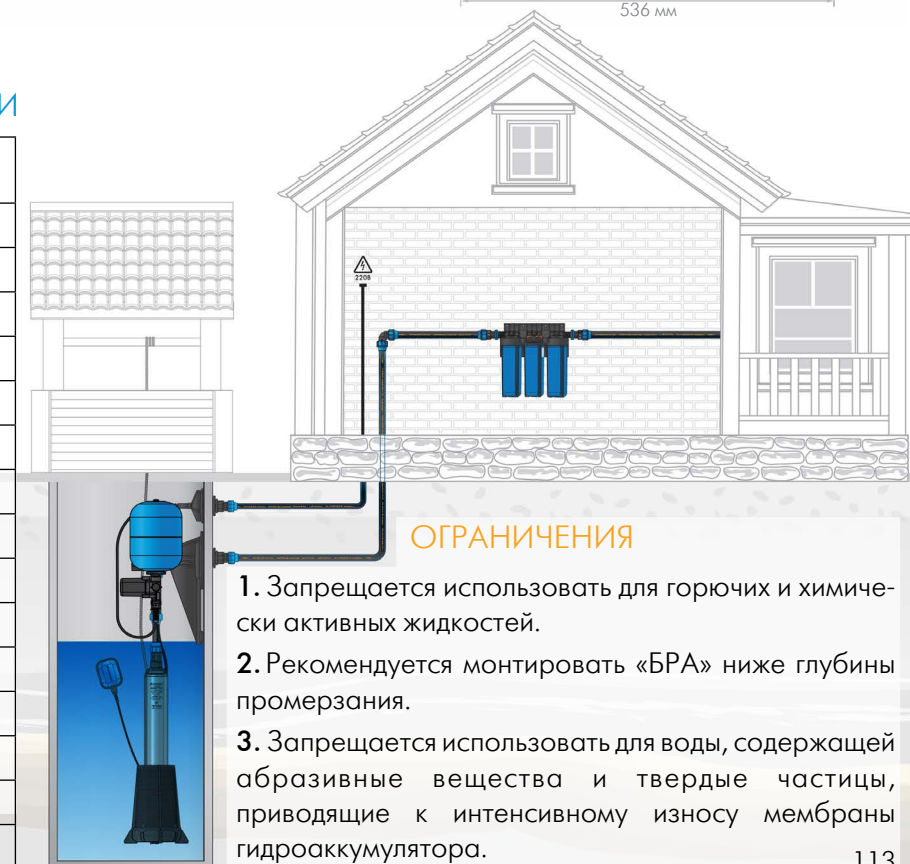 536 мм
И
220В
ОГРАНИЧЕНИЯ
1. Запрещается использовать для горючих и химиче-
ски активных жидкостей.
2. Рекомендуется монтировать «БРА» ниже глубины
промерзания.
3. Запрещается использовать для воды, содержащей
абразивные вещества и твердые частицы,
приводящие к интенсивному износу мембраны
гидроаккумулятора.
113